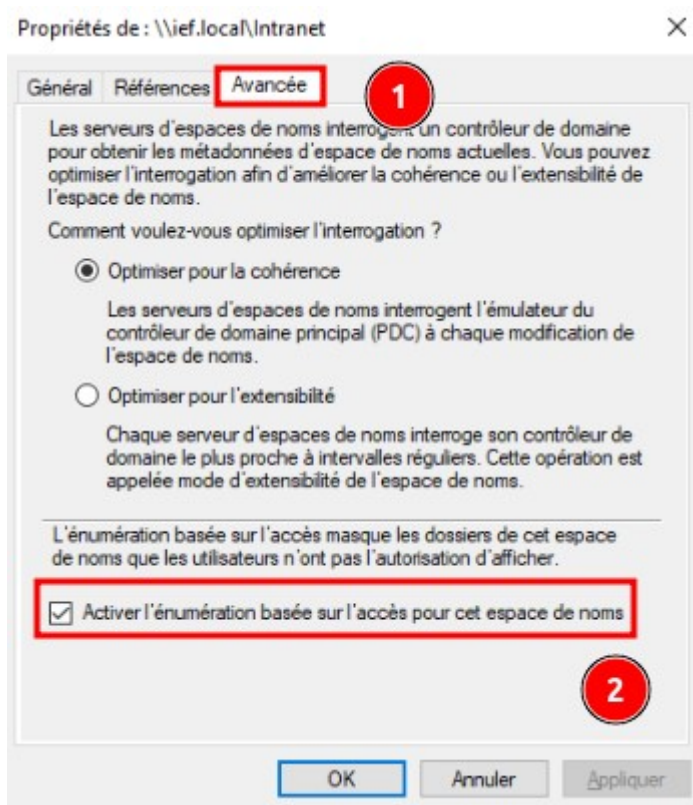 Propriétés de : \\ief.local\Intranet
Général Références Avancée
1
Les serveurs d'espaces de noms interrogent un contrôleur de domaine
pour obtenir les métadonnées d'espace de noms actuelles. Vous pouvez
optimiser l'interrogation afin d'améliorer la cohérence ou l'extensibilité de
l'espace de noms.
Comment voulez-vous optimiser l'interrogation ?
Optimiser pour la cohérence
Les serveurs d'espaces de noms interrogent l'émulateur du
contrôleur de domaine principal (PDC) à chaque modification de
l'espace de noms.
Optimiser pour l'extensibilité
Chaque serveur d'espaces de noms interroge son contrôleur de
domaine le plus proche à intervalles réguliers. Cette opération est
appelée mode d'extensibilité de l'espace de noms.
L'énumération basée sur l'accès masque les dossiers de cet espace
de noms que les utilisateurs n'ont pas l'autorisation d'afficher.
Activer l'énumération basée sur l'accès pour cet espace de noms
2
OK Annuler Appliquer